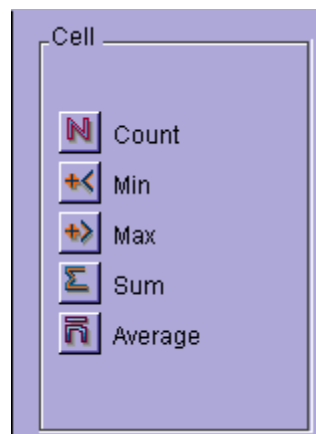 Cell
N Count
+< Min
+> Max
Σ Sum
n̅ Average